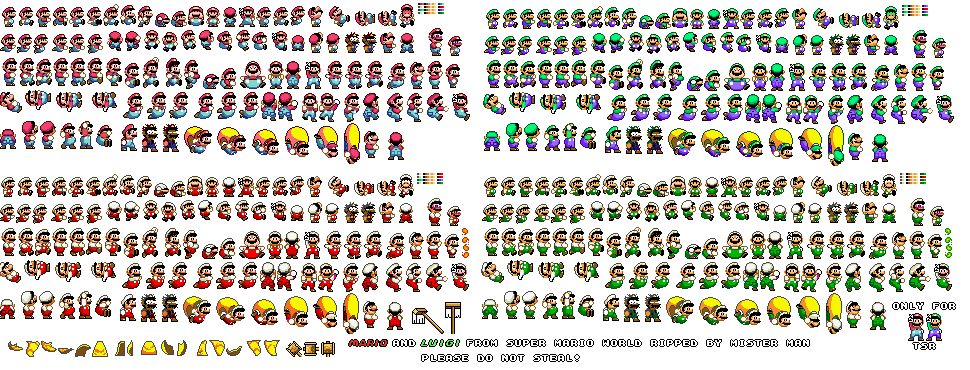 ONLY FOR
TSR
MARIO AND LUIGI FROM SUPER MARIO WORLD RIPPED BY MISTER MAN
PLEASE DO NOT STEAL!